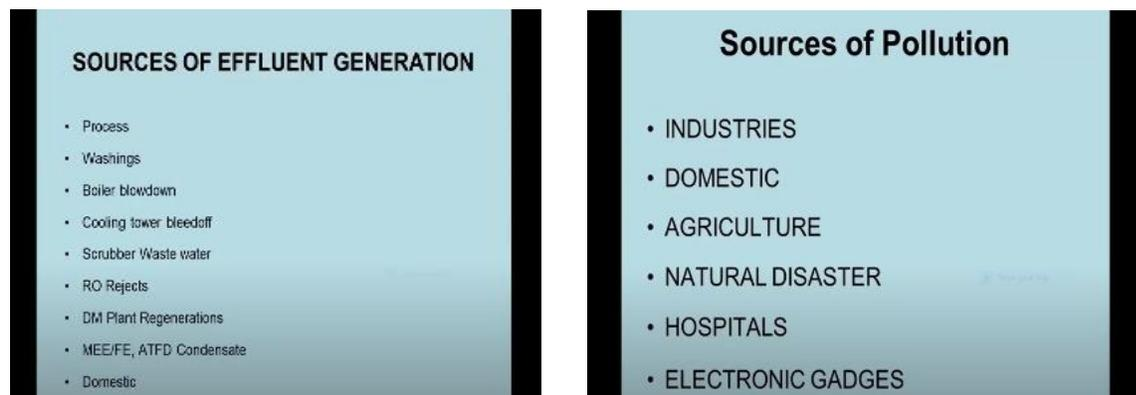 SOURCES OF EFFLUENT GENERATION
• Process
• Washings
• Boiler blowdown
• Cooling tower bleedoff
• Scrubber Waste water
• RO Rejects
• DM Plant Regenerations
• MEE/FE, ATFD Condensate
• Domestic
Sources of Pollution
• INDUSTRIES
• DOMESTIC
• AGRICULTURE
• NATURAL DISASTER
• HOSPITALS
• ELECTRONIC GADGES